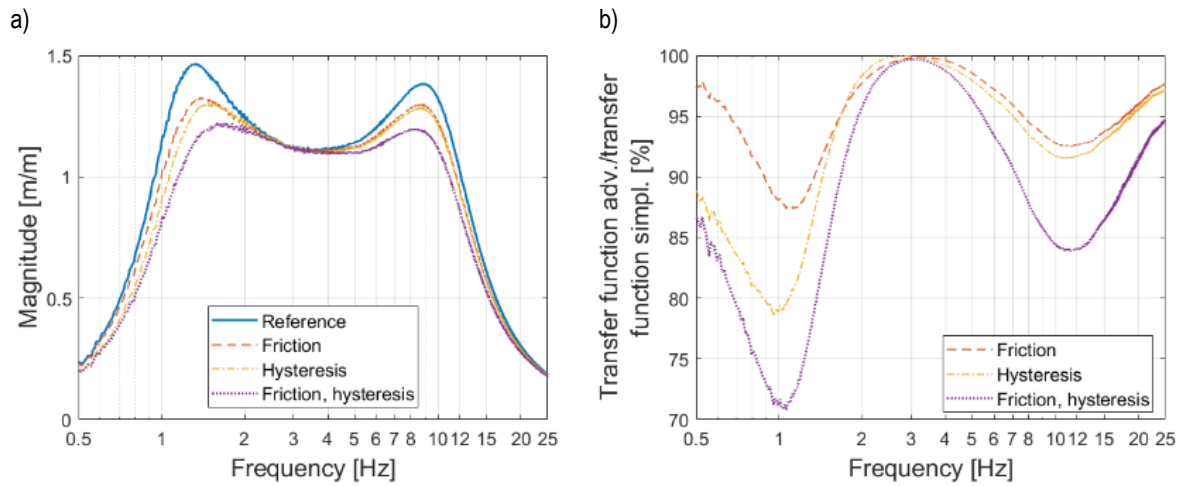 a)
1.5
1
0.5
0
Magnitude [m/m]
Reference
Friction
Hysteresis
Friction, hysteresis
0.5 1 2 3 4 5 6 7 8 10 12 15 20 25
Frequency [Hz]
b)
100
95
90
85
80
75
70
Transfer function adv./transfer
function simpl. [%]
Friction
Hysteresis
Friction, hysteresis
0.5 1 2 3 4 5 6 7 8 10 12 15 20 25
Frequency [Hz]